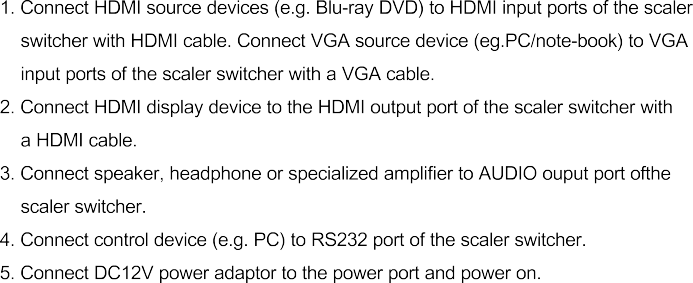 1. Connect HDMI source devices (e.g. Blu-ray DVD) to HDMI input ports of the scaler
switcher with HDMI cable. Connect VGA source device (eg.PC/note-book) to VGA
input ports of the scaler switcher with a VGA cable.
2. Connect HDMI display device to the HDMI output port of the scaler switcher with
a HDMI cable.
3. Connect speaker, headphone or specialized amplifier to AUDIO ouput port ofthe
scaler switcher.
4. Connect control device (e.g. PC) to RS232 port of the scaler switcher.
5. Connect DC12V power adaptor to the power port and power on.